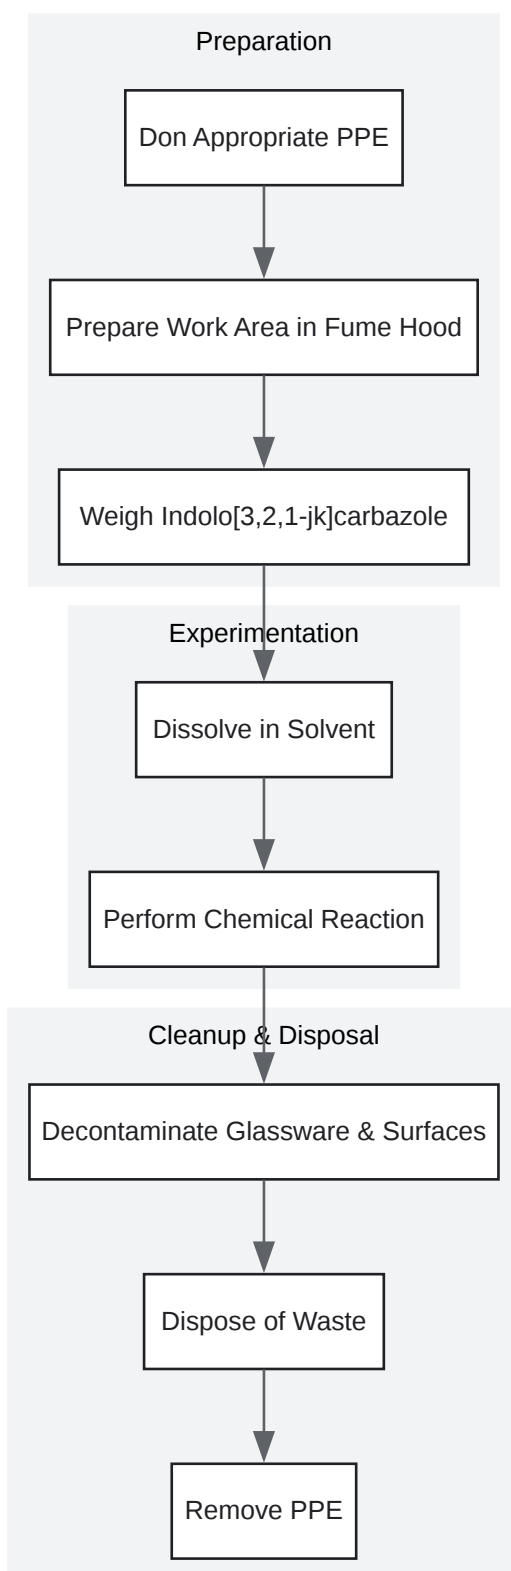 Preparation
Don Appropriate PPE
Prepare Work Area in Fume Hood
Weigh Indolo[3,2,1-jk]carbazole
Experimentation
Dissolve in Solvent
Perform Chemical Reaction
Cleanup & Disposal
Decontaminate Glassware & Surfaces
Dispose of Waste
Remove PPE